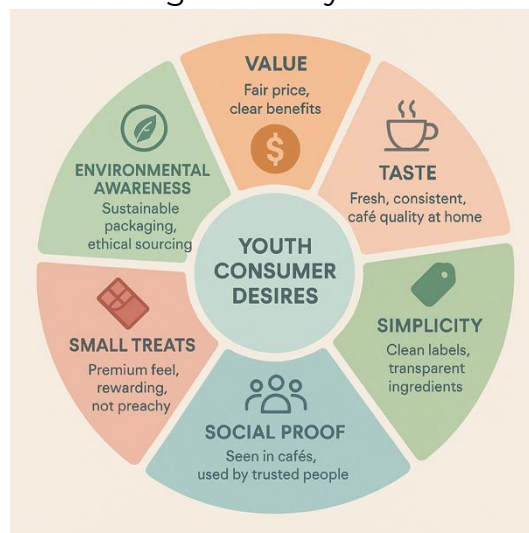 VALUE
Fair price,
clear benefits
$
TASTE
Fresh, consistent,
café quality at home
SIMPLICITY
Clean labels,
transparent
ingredients
SOCIAL PROOF
Seen in cafés,
used by trusted people
SMALL TREATS
Premium feel,
rewarding,
not preachy
ENVIRONMENTAL
AWARENESS
Sustainable
packaging,
ethical sourcing
YOUTH
CONSUMER
DESIRES